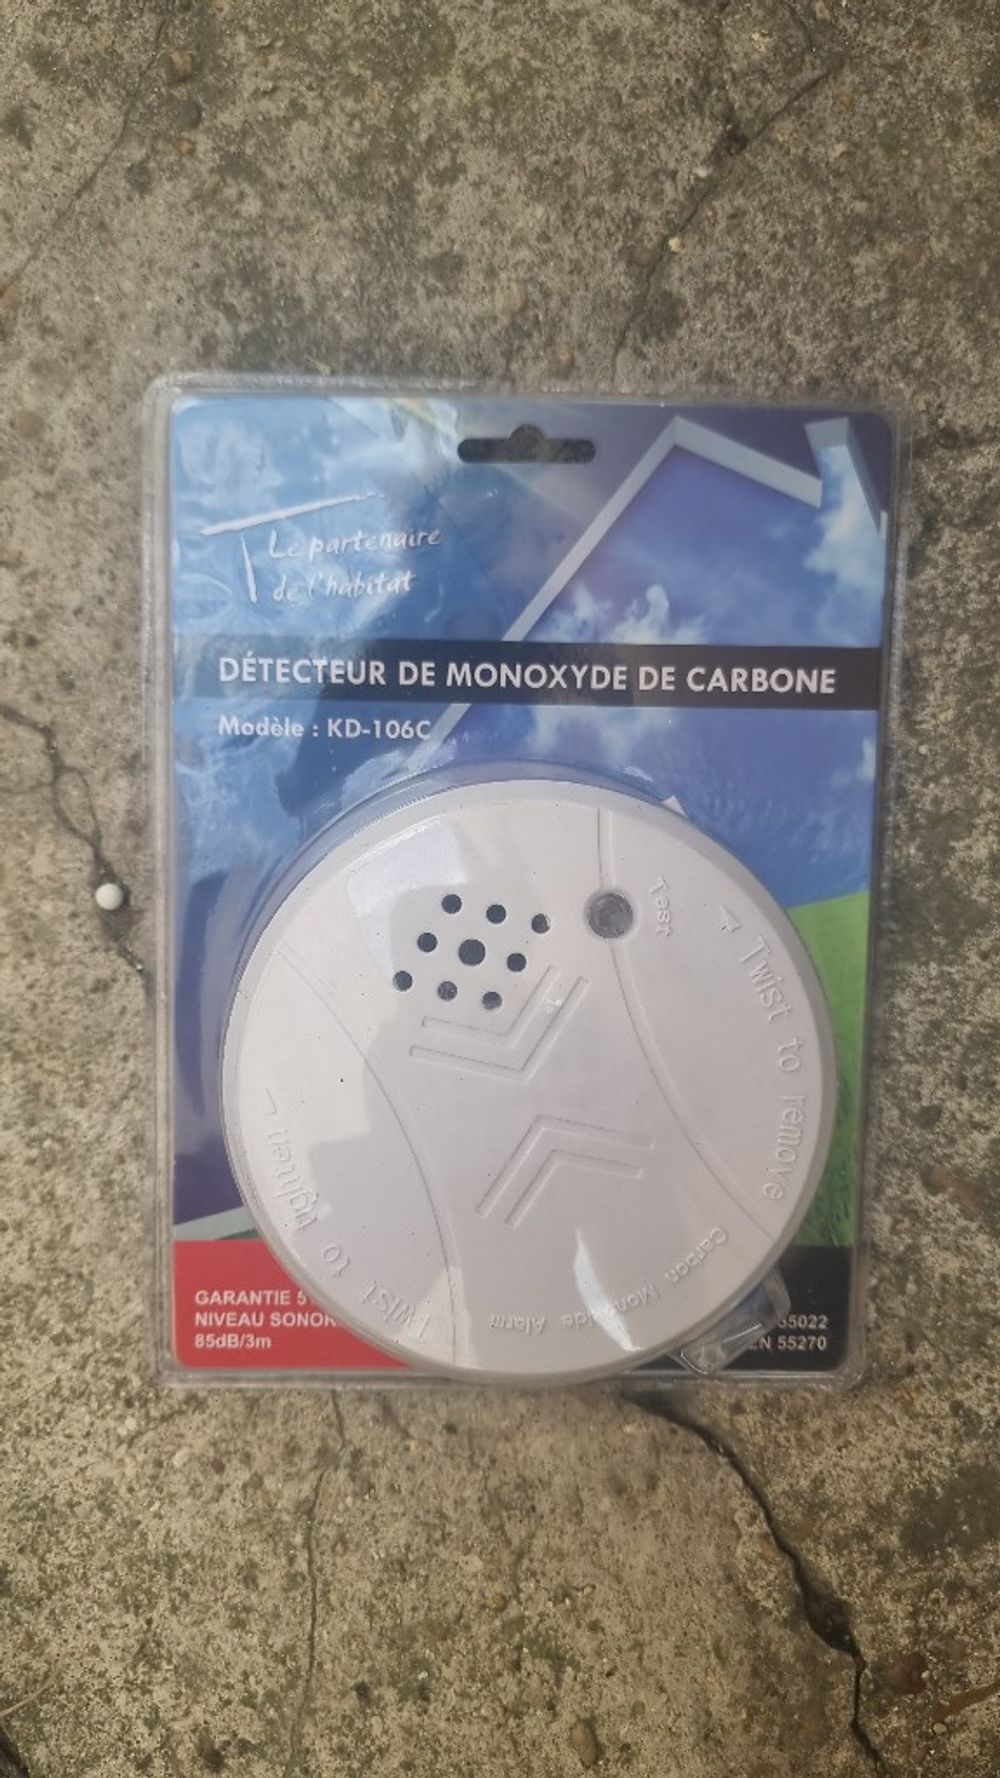 Le partenaire
de l'habitat
DÉTECTEUR DE MONOXYDE DE CARBONE
Modèle : KD-106C
Test
Twist to remove
Twist to tighten
Carbon Monoxide Alarm
GARANTIE 5
NIVEAU SONOR
85dB/3m
55022
EN 55270